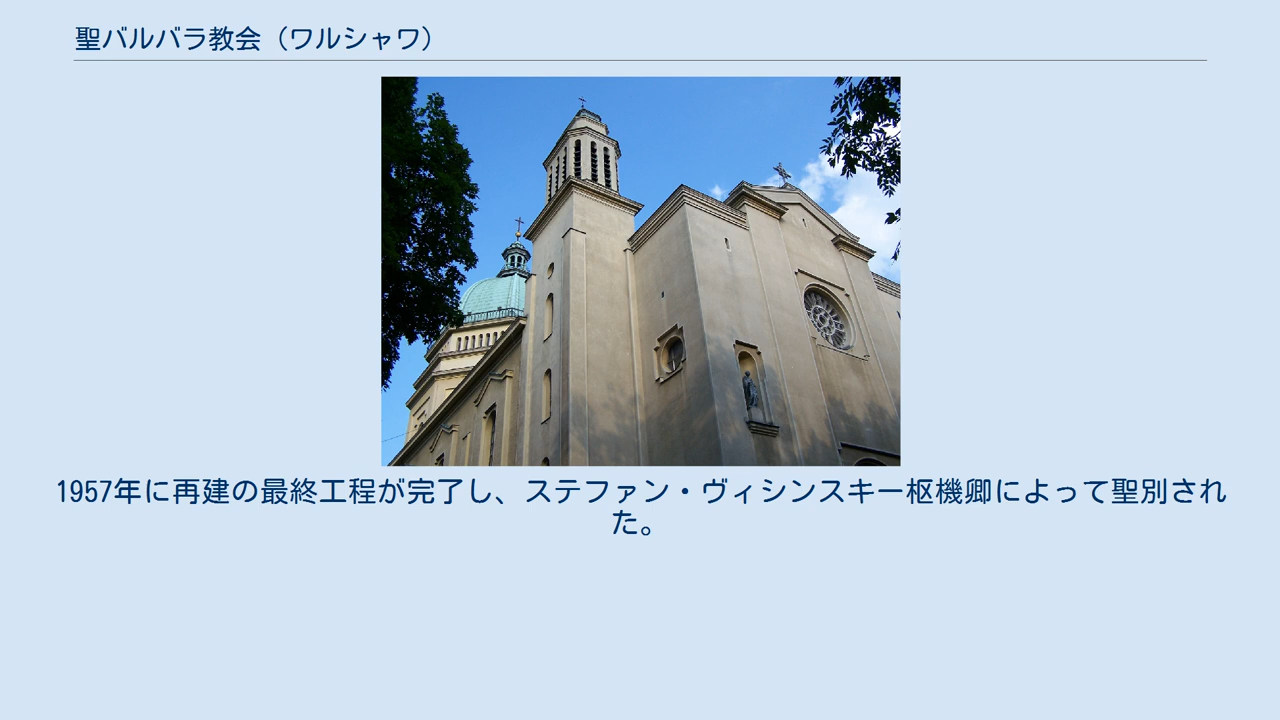 聖バルバラ教会（ワルシャワ）
1957年に再建の最終工程が完了し、ステファン・ヴィシンスキー枢機卿によって聖別され
た。